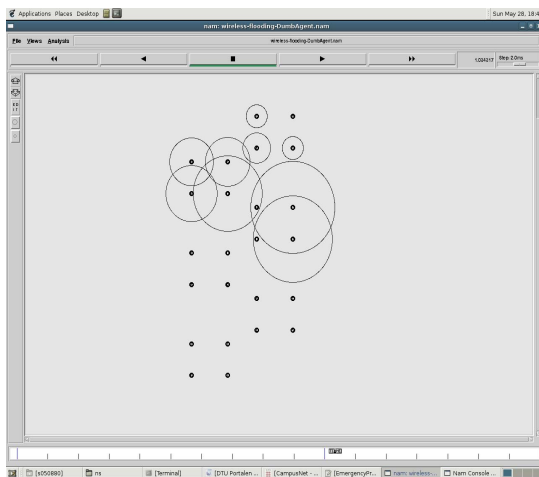 Applications Places Desktop
Sun May 28, 18:4
nam: wireless-flooding-DumbAgent.nam
File Views Analysis
wireless-flooding-DumbAgent.nam
Step: 2.0ms
[s050880]
ns
[Terminal]
[DTU Portalen ...
[CampusNet - ...
[EmergencyPr...
nam: wireless-...
Nam Console ...